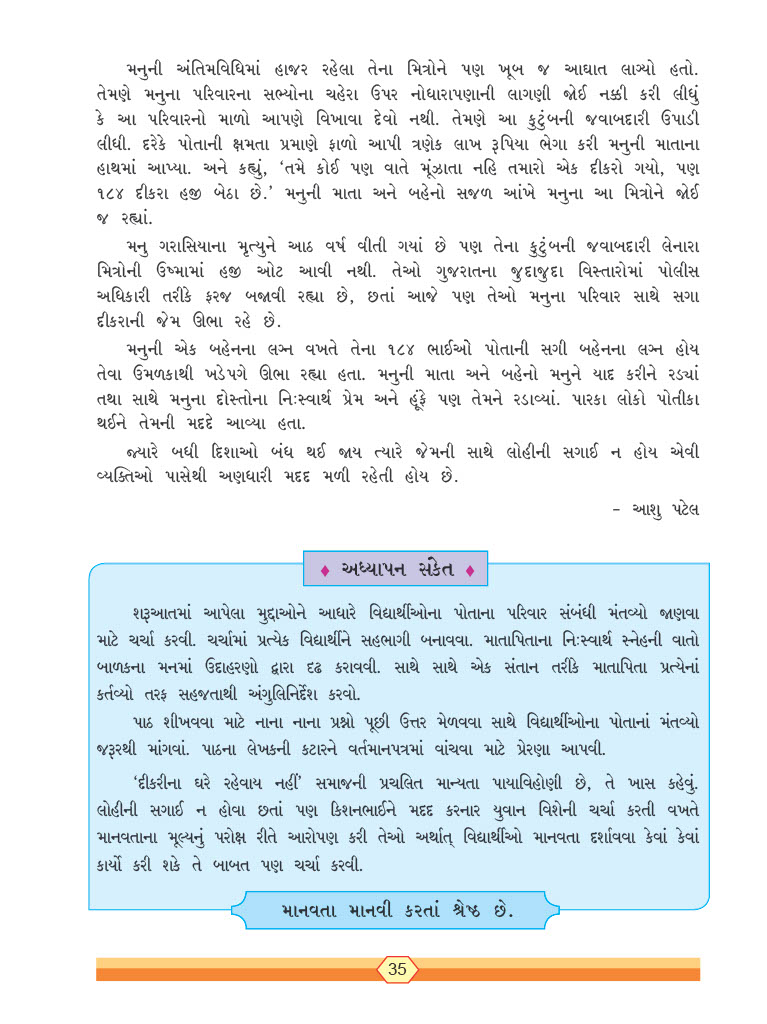 મનુની અંતિમવિધિમાં હાજર રહેલા તેના મિત્રોને પણ ખૂબ જ આઘાત લાગ્યો હતો.
તેમણે મનુના પરિવારના સભ્યોના ચહેરા ઉપર નોધારાપણાની લાગણી જોઈ નક્કી કરી લીધું
કે આ પરિવારનો માળો આપણે વિખાવા દેવો નથી. તેમણે આ કુટુંબની જવાબદારી ઉપાડી
લીધી. દરેકે પોતાની ક્ષમતા પ્રમાણે ફાળો આપી ત્રણેક લાખ રૂપિયા ભેગા કરી મનુની માતાના
હાથમાં આપ્યા. અને કહ્યું, ‘તમે કોઈ પણ વાતે મૂંઝાતા નહિ તમારો એક દીકરો ગયો, પણ
૧૮૪ દીકરા હજી બેઠા છે.’ મનુની માતા અને બહેનો સજળ આંખે મનુના આ મિત્રોને જોઈ
જ રહ્યાં.
મનુ ગરાસિયાના મૃત્યુને આઠ વર્ષ વીતી ગયાં છે પણ તેના કુટુંબની જવાબદારી લેનારા
મિત્રોની ઉષ્મામાં હજી ઓટ આવી નથી. તેઓ ગુજરાતના જુદાજુદા વિસ્તારોમાં પોલીસ
અધિકારી તરીકે ફરજ બજાવી રહ્યા છે, છતાં આજે પણ તેઓ મનુના પરિવાર સાથે સગા
દીકરાની જેમ ઊભા રહે છે.
મનુની એક બહેનના લગ્ન વખતે તેના ૧૮૪ ભાઈઓ પોતાની સગી બહેનના લગ્ન હોય
તેવા ઉમળકાથી ખડેપગે ઊભા રહ્યા હતા. મનુની માતા અને બહેનો મનુને યાદ કરીને રડ્યાં
તથા સાથે મનુના દોસ્તોના નિઃસ્વાર્થ પ્રેમ અને હૂંફે પણ તેમને રડાવ્યાં. પારકા લોકો પોતીકા
થઈને તેમની મદદે આવ્યા હતા.
જ્યારે બધી દિશાઓ બંધ થઈ જાય ત્યારે જેમની સાથે લોહીની સગાઈ ન હોય એવી
વ્યક્તિઓ પાસેથી અણધારી મદદ મળી રહેતી હોય છે.
– આશુ પટેલ
♦ અધ્યાપન સંકેત ♦
શરૂઆતમાં આપેલા મુદ્દાઓને આધારે વિદ્યાર્થીઓના પોતાના પરિવાર સંબંધી મંતવ્યો જાણવા
માટે ચર્ચા કરવી. ચર્ચામાં પ્રત્યેક વિદ્યાર્થીને સહભાગી બનાવવા. માતાપિતાના નિઃસ્વાર્થ સ્નેહની વાતો
બાળકના મનમાં ઉદાહરણો દ્વારા દૃઢ કરાવવી. સાથે સાથે એક સંતાન તરીકે માતાપિતા પ્રત્યેનાં
કર્તવ્યો તરફ સહજતાથી અંગુલિનિર્દેશ કરવો.
પાઠ શીખવવા માટે નાના નાના પ્રશ્નો પૂછી ઉત્તર મેળવવા સાથે વિદ્યાર્થીઓના પોતાનાં મંતવ્યો
જરૂરથી માંગવાં. પાઠના લેખકની કટારને વર્તમાનપત્રમાં વાંચવા માટે પ્રેરણા આપવી.
‘દીકરીના ઘરે રહેવાય નહીં’ સમાજની પ્રચલિત માન્યતા પાયાવિહોણી છે, તે ખાસ કહેવું.
લોહીની સગાઈ ન હોવા છતાં પણ કિશનભાઈને મદદ કરનાર યુવાન વિશેની ચર્ચા કરતી વખતે
માનવતાના મૂલ્યનું પરોક્ષ રીતે આરોપણ કરી તેઓ અર્થાત્ વિદ્યાર્થીઓ માનવતા દર્શાવવા કેવાં કેવાં
કાર્યો કરી શકે તે બાબત પણ ચર્ચા કરવી.
માનવતા માનવી કરતાં શ્રેષ્ઠ છે.
35